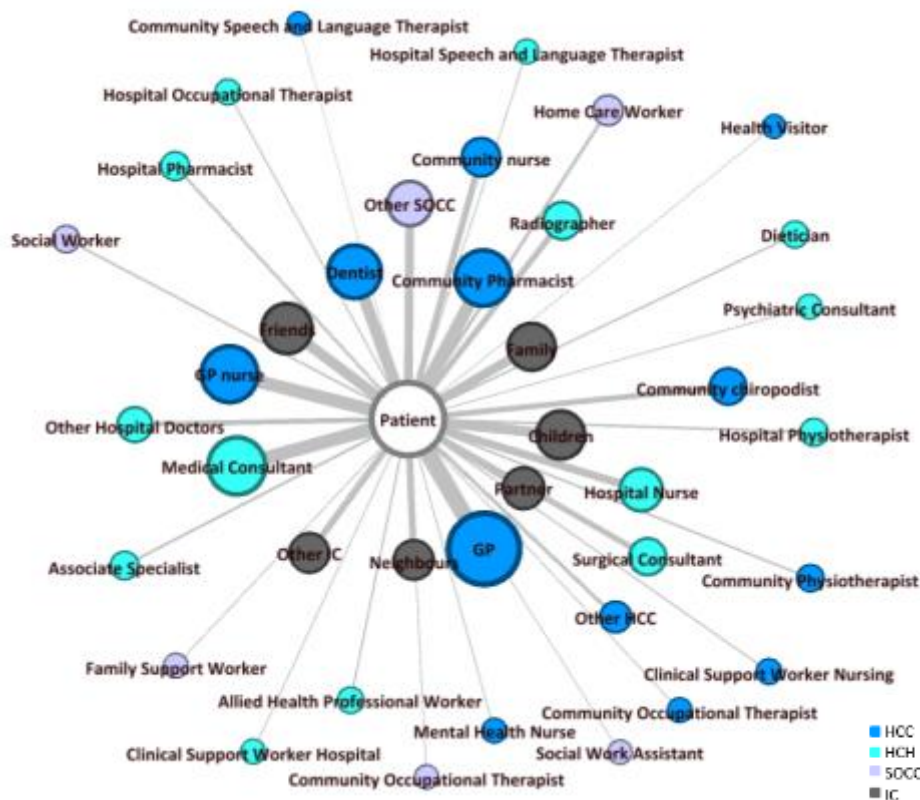 Community Speech and Language Therapist
Hospital Speech and Language Therapist
Hospital Occupational Therapist
Home Care Worker
Health Visitor
Community nurse
Hospital Pharmacist
Other SOCC
Radiographer
Social Worker
Dietician
Dentist
Community Pharmacist
Psychiatric Consultant
Friends
Family
GP nurse
Community chiropodist
Patient
Other Hospital Doctors
Children
Hospital Physiotherapist
Medical Consultant
Partner
Hospital Nurse
GP
Other IC
Neighbours
Surgical Consultant
Associate Specialist
Community Physiotherapist
Other HCC
Family Support Worker
Clinical Support Worker Nursing
Allied Health Professional Worker
Community Occupational Therapist
Mental Health Nurse
Clinical Support Worker Hospital
Social Work Assistant
Community Occupational Therapist
HCC
HCH
SOCC
IC